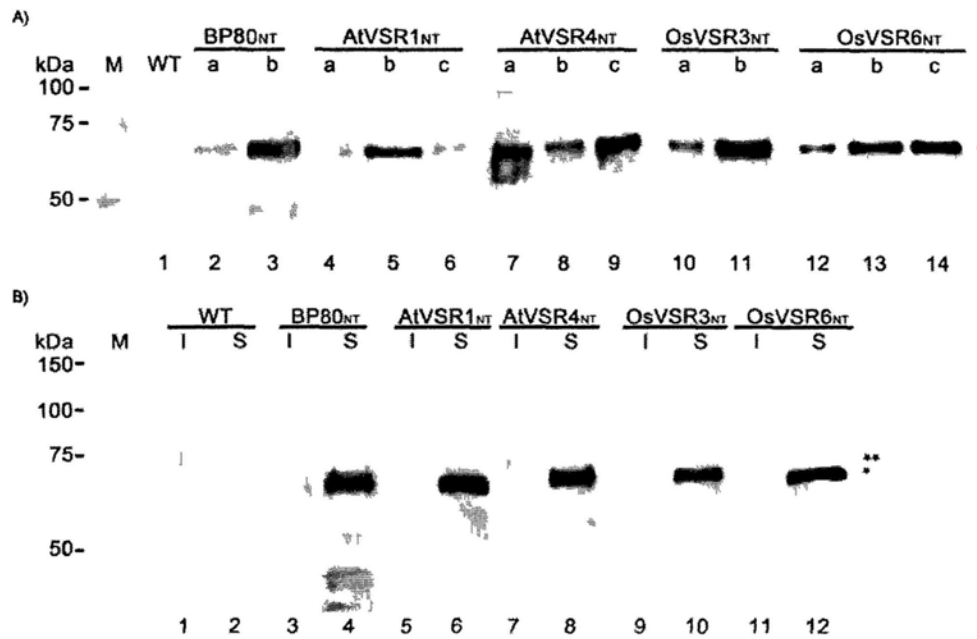 A)
BP80NT AtVSR1NT AtVSR4NT OsVSR3NT OsVSR6NT
kDa M WT a b a b c a b c a b a b c
100 -
75 -
50 -
1 2 3 4 5 6 7 8 9 10 11 12 13 14
B)
WT BP80NT AtVSR1NT AtVSR4NT OsVSR3NT OsVSR6NT
kDa M I S I S I S I S I S I S
150 -
100 -
75 -
**
*
50 -
1 2 3 4 5 6 7 8 9 10 11 12